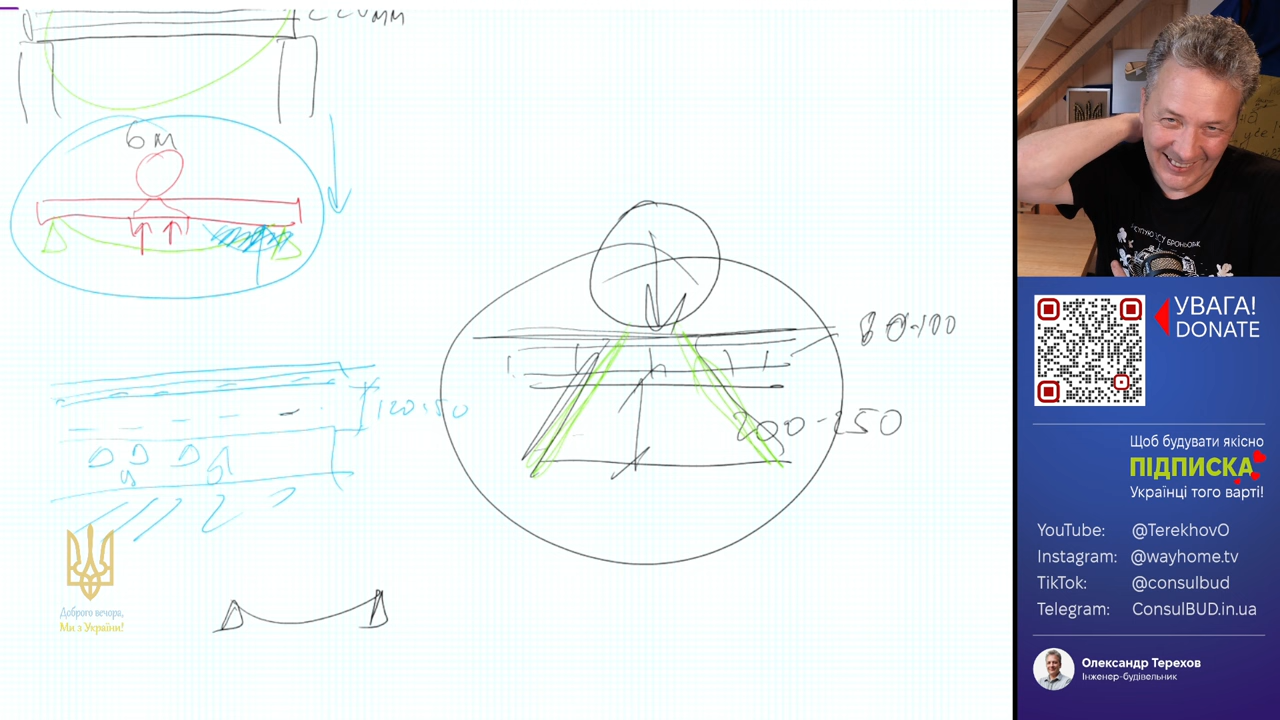 220мм
6м
80-100
200-250
120-150
Доброго вечора,
Ми з України!
УВАГА!
DONATE
Щоб будувати якісно
ПІДПИСКА
Українці того варті!
YouTube: @TerekhovO
Instagram: @wayhome.tv
TikTok: @consulbud
Telegram: ConsulBUD.in.ua
Олександр Терехов
Інженер-будівельник